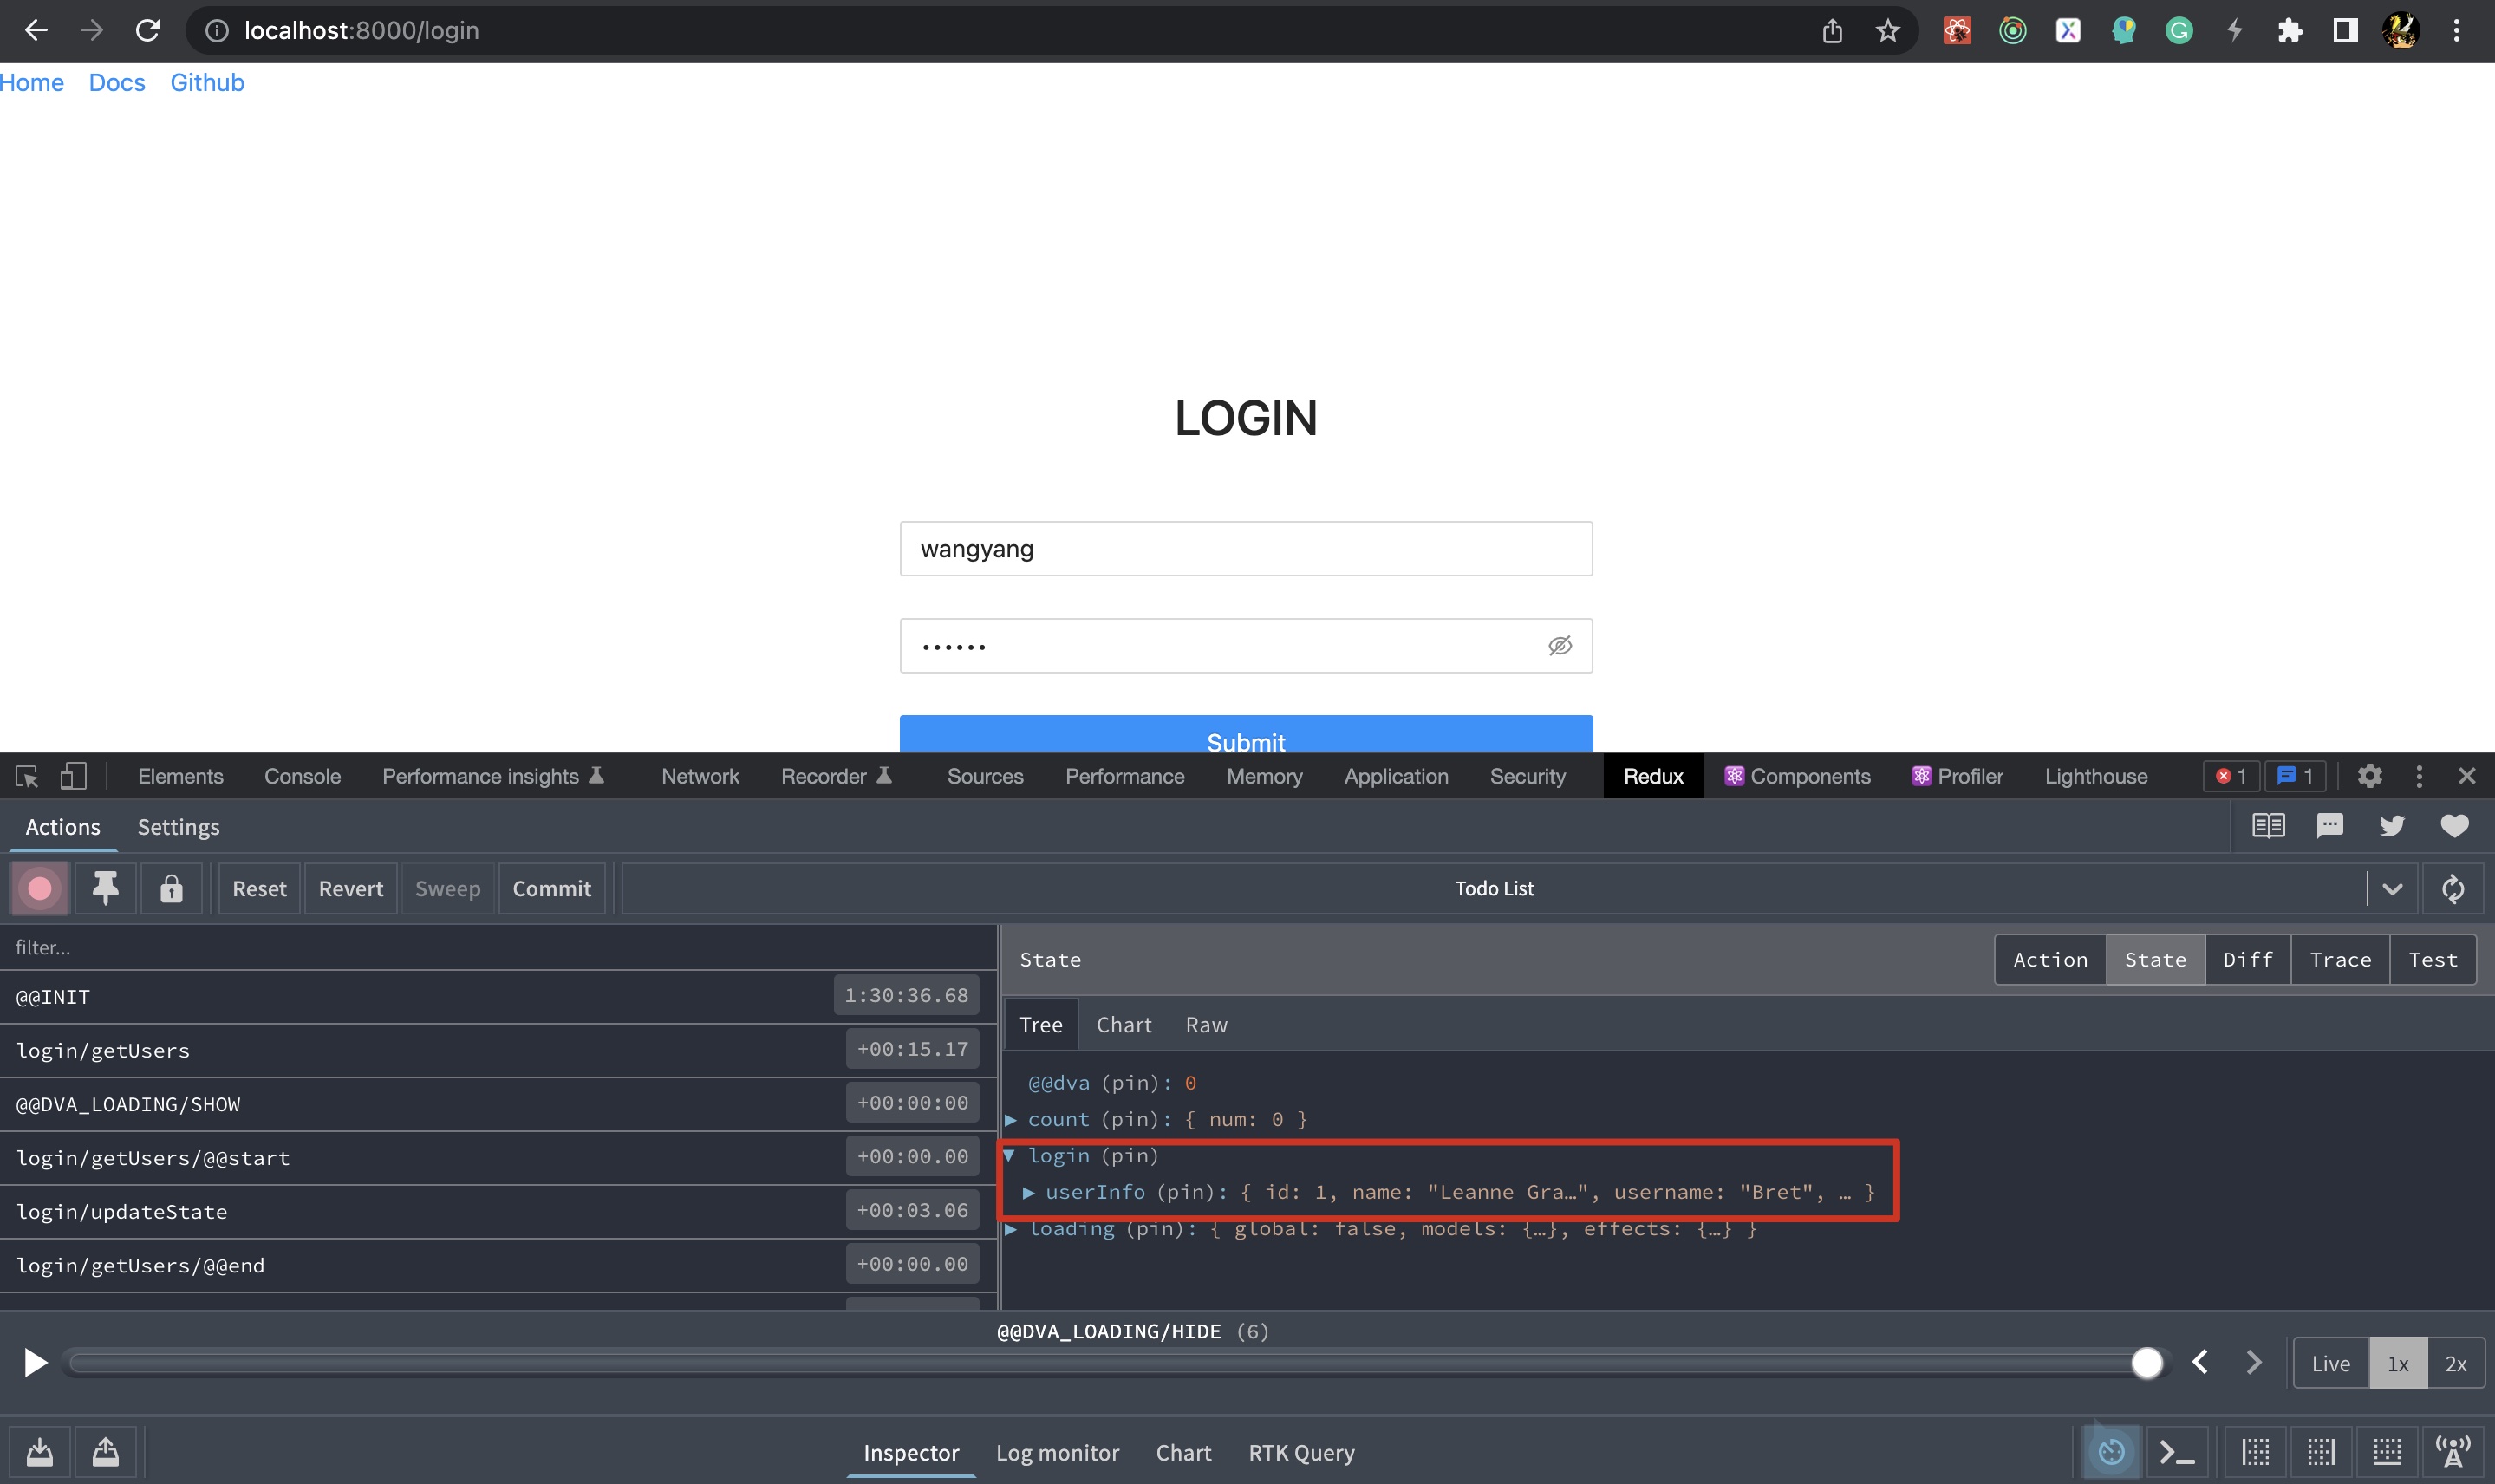 localhost:8000/login
Home Docs Github
LOGIN
wangyang
••••••
Submit
Elements Console Performance insights Network Recorder Sources Performance Memory Application Security Redux Components Profiler Lighthouse 1 1
Actions Settings
Reset Revert Sweep Commit Todo List
filter...
State Action State Diff Trace Test
@@INIT 1:30:36.68
Tree Chart Raw
login/getUsers +00:15.17
@@dva (pin): 0
@@DVA_LOADING/SHOW +00:00:00
count (pin): { num: 0 }
login/getUsers/@@start +00:00.00
login (pin)
userInfo (pin): { id: 1, name: "Leanne Gra…", username: "Bret", … }
login/updateState +00:03.06
loading (pin): { global: false, models: {…}, effects: {…} }
login/getUsers/@@end +00:00.00
@@DVA_LOADING/HIDE (6)
Live 1x 2x
Inspector Log monitor Chart RTK Query